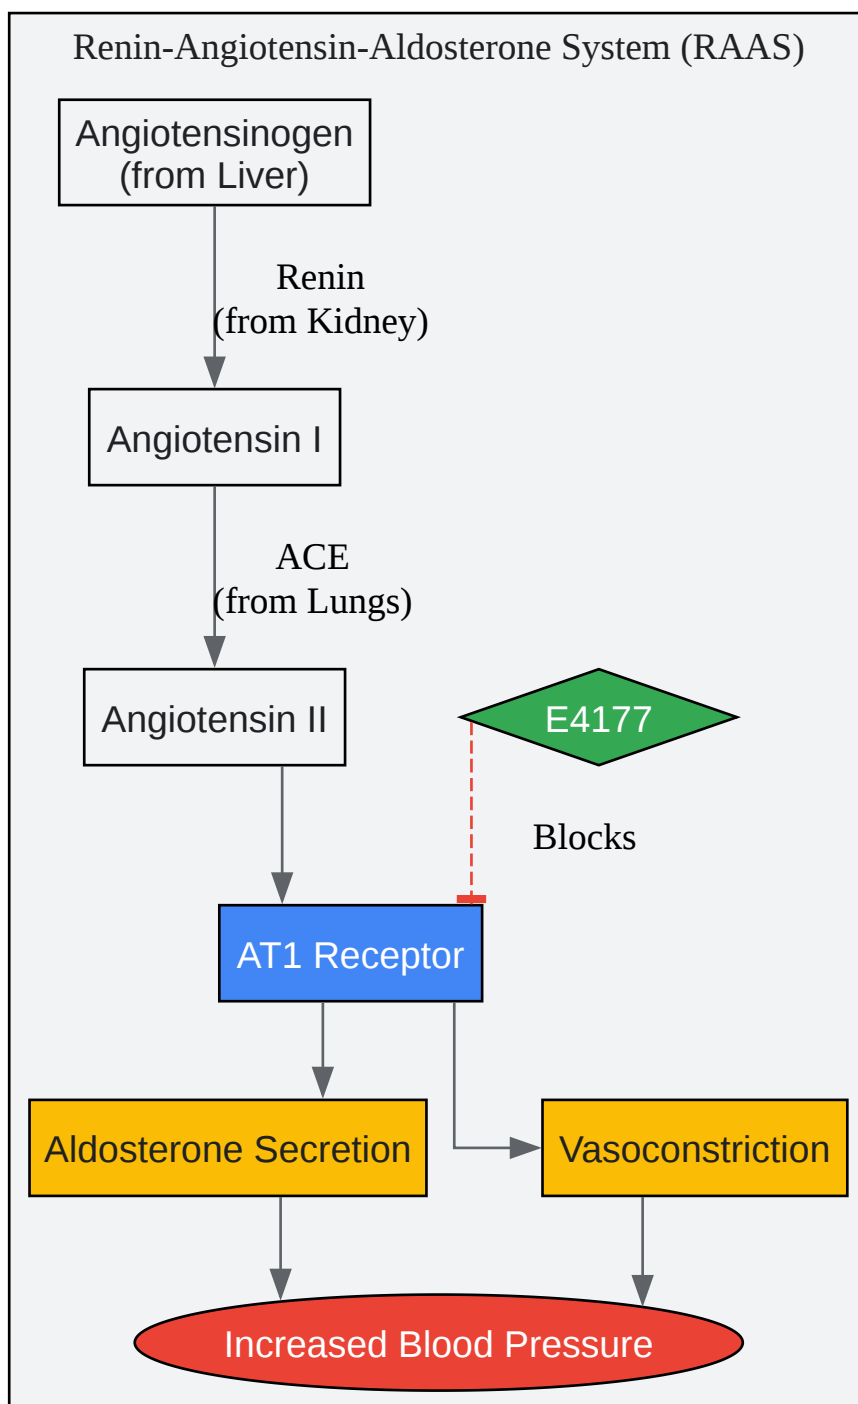 Renin-Angiotensin-Aldosterone System (RAAS)
Angiotensinogen
(from Liver)
Renin
(from Kidney)
Angiotensin I
ACE
(from Lungs)
Angiotensin II
E4177
Blocks
AT1 Receptor
Aldosterone Secretion
Vasoconstriction
Increased Blood Pressure